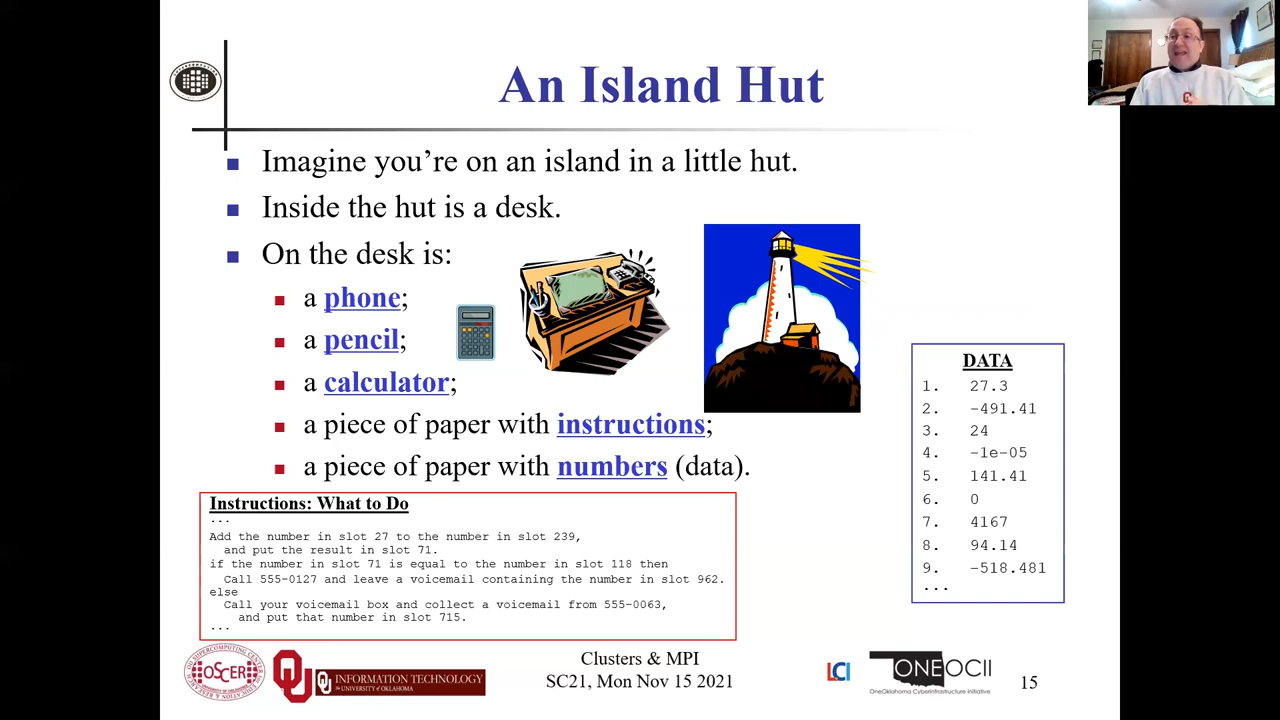 An Island Hut
Imagine you’re on an island in a little hut.
Inside the hut is a desk.
On the desk is:
a phone;
a pencil;
a calculator;
a piece of paper with instructions;
a piece of paper with numbers (data).
DATA
1. 27.3
2. -491.41
3. 24
4. -1e-05
5. 141.41
6. 0
7. 4167
8. 94.14
9. -518.481
...
Instructions: What to Do
...
Add the number in slot 27 to the number in slot 239,
and put the result in slot 71.
if the number in slot 71 is equal to the number in slot 118 then
Call 555-0127 and leave a voicemail containing the number in slot 962.
else
Call your voicemail box and collect a voicemail from 555-0063,
and put that number in slot 715.
...
OSCER
INFORMATION TECHNOLOGY
The UNIVERSITY of OKLAHOMA
Clusters & MPI
SC21, Mon Nov 15 2021
LCI
ONEOCII
OneOklahoma Cyberinfrastructure Initiative
15